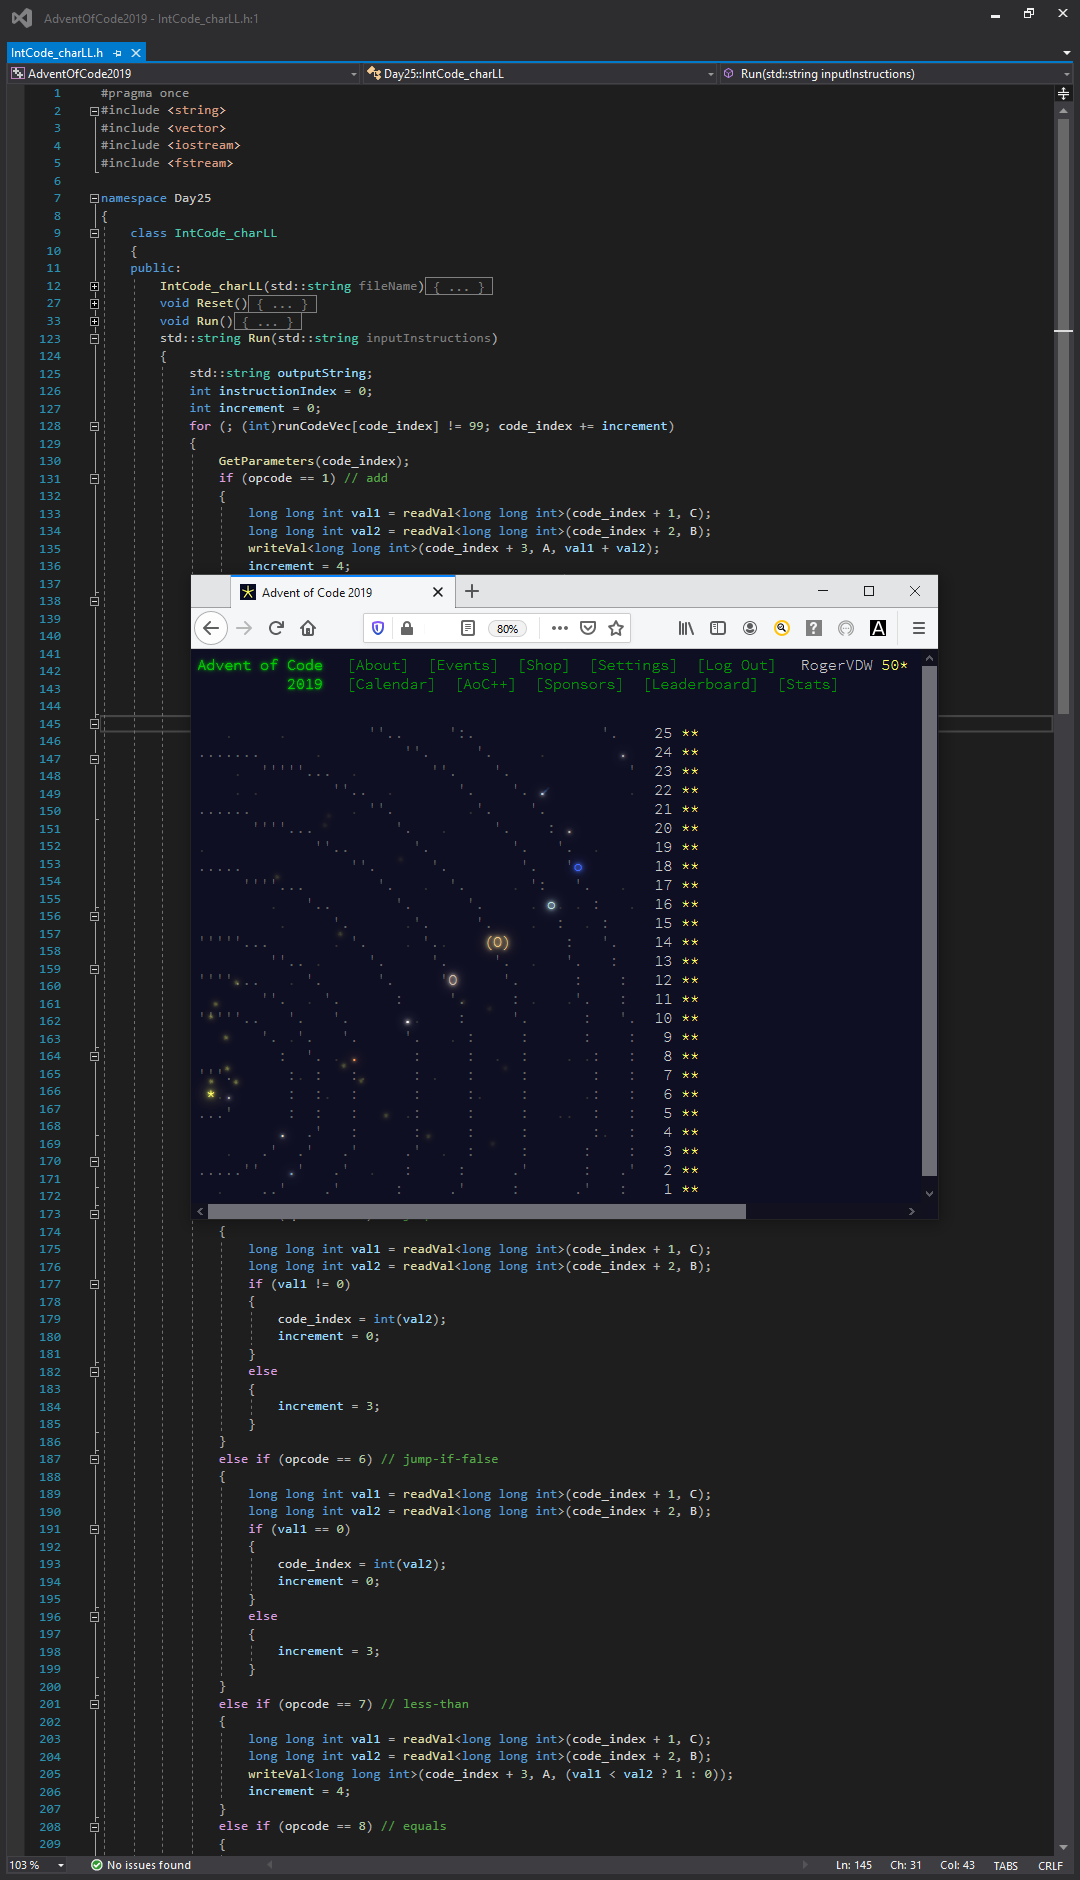 AdventOfCode2019 - IntCode_charLL.h:1
IntCode_charLL.h
AdventOfCode2019 Day25::IntCode_charLL Run(std::string inputInstructions)
1 #pragma once
2 #include <string>
3 #include <vector>
4 #include <iostream>
5 #include <fstream>
6
7 namespace Day25
8 {
9 class IntCode_charLL
10 {
11 public:
12 IntCode_charLL(std::string fileName){ ... }
27 void Reset(){ ... }
33 void Run(){ ... }
123 std::string Run(std::string inputInstructions)
124 {
125 std::string outputString;
126 int instructionIndex = 0;
127 int increment = 0;
128 for (; (int)runCodeVec[code_index] != 99; code_index += increment)
129 {
130 GetParameters(code_index);
131 if (opcode == 1) // add
132 {
133 long long int val1 = readVal<long long int>(code_index + 1, C);
134 long long int val2 = readVal<long long int>(code_index + 2, B);
135 writeVal<long long int>(code_index + 3, A, val1 + val2);
136 increment = 4;
137
138
139
140
141
142
143
144
145
146
147
148
149
150
151
152
153
154
155
156
157
158
159
160
161
162
163
164
165
166
167
168
169
170
171
172
173
Advent of Code 2019
80%
Advent of Code [About] [Events] [Shop] [Settings] [Log Out] RogerVDW 50*
2019 [Calendar] [AoC++] [Sponsors] [Leaderboard] [Stats]
25 **
24 **
23 **
22 **
21 **
20 **
19 **
18 **
17 **
16 **
15 **
(O) 14 **
13 **
O 12 **
11 **
10 **
9 **
8 **
7 **
* 6 **
5 **
4 **
3 **
2 **
1 **
174 {
175 long long int val1 = readVal<long long int>(code_index + 1, C);
176 long long int val2 = readVal<long long int>(code_index + 2, B);
177 if (val1 != 0)
178 {
179 code_index = int(val2);
180 increment = 0;
181 }
182 else
183 {
184 increment = 3;
185 }
186 }
187 else if (opcode == 6) // jump-if-false
188 {
189 long long int val1 = readVal<long long int>(code_index + 1, C);
190 long long int val2 = readVal<long long int>(code_index + 2, B);
191 if (val1 == 0)
192 {
193 code_index = int(val2);
194 increment = 0;
195 }
196 else
197 {
198 increment = 3;
199 }
200 }
201 else if (opcode == 7) // less-than
202 {
203 long long int val1 = readVal<long long int>(code_index + 1, C);
204 long long int val2 = readVal<long long int>(code_index + 2, B);
205 writeVal<long long int>(code_index + 3, A, (val1 < val2 ? 1 : 0));
206 increment = 4;
207 }
208 else if (opcode == 8) // equals
209 {
103 % No issues found Ln: 145 Ch: 31 Col: 43 TABS CRLF